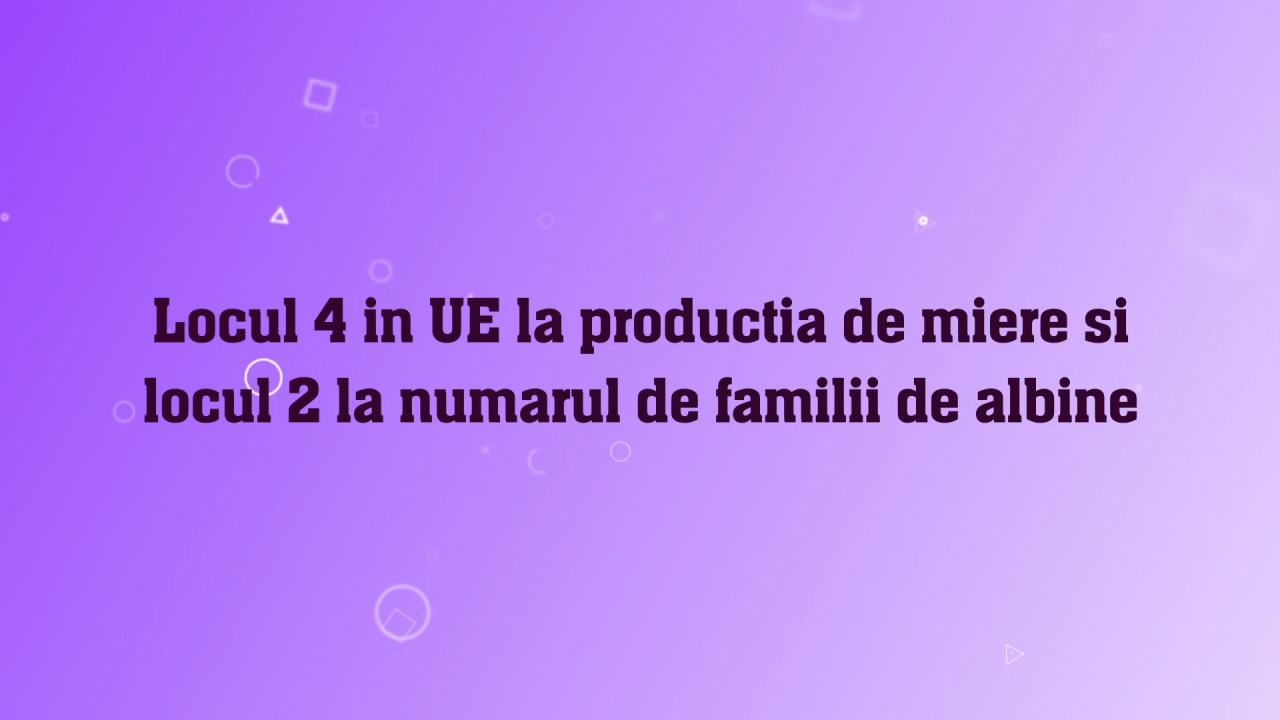 Locul 4 in UE la productia de miere si
locul 2 la numarul de familii de albine